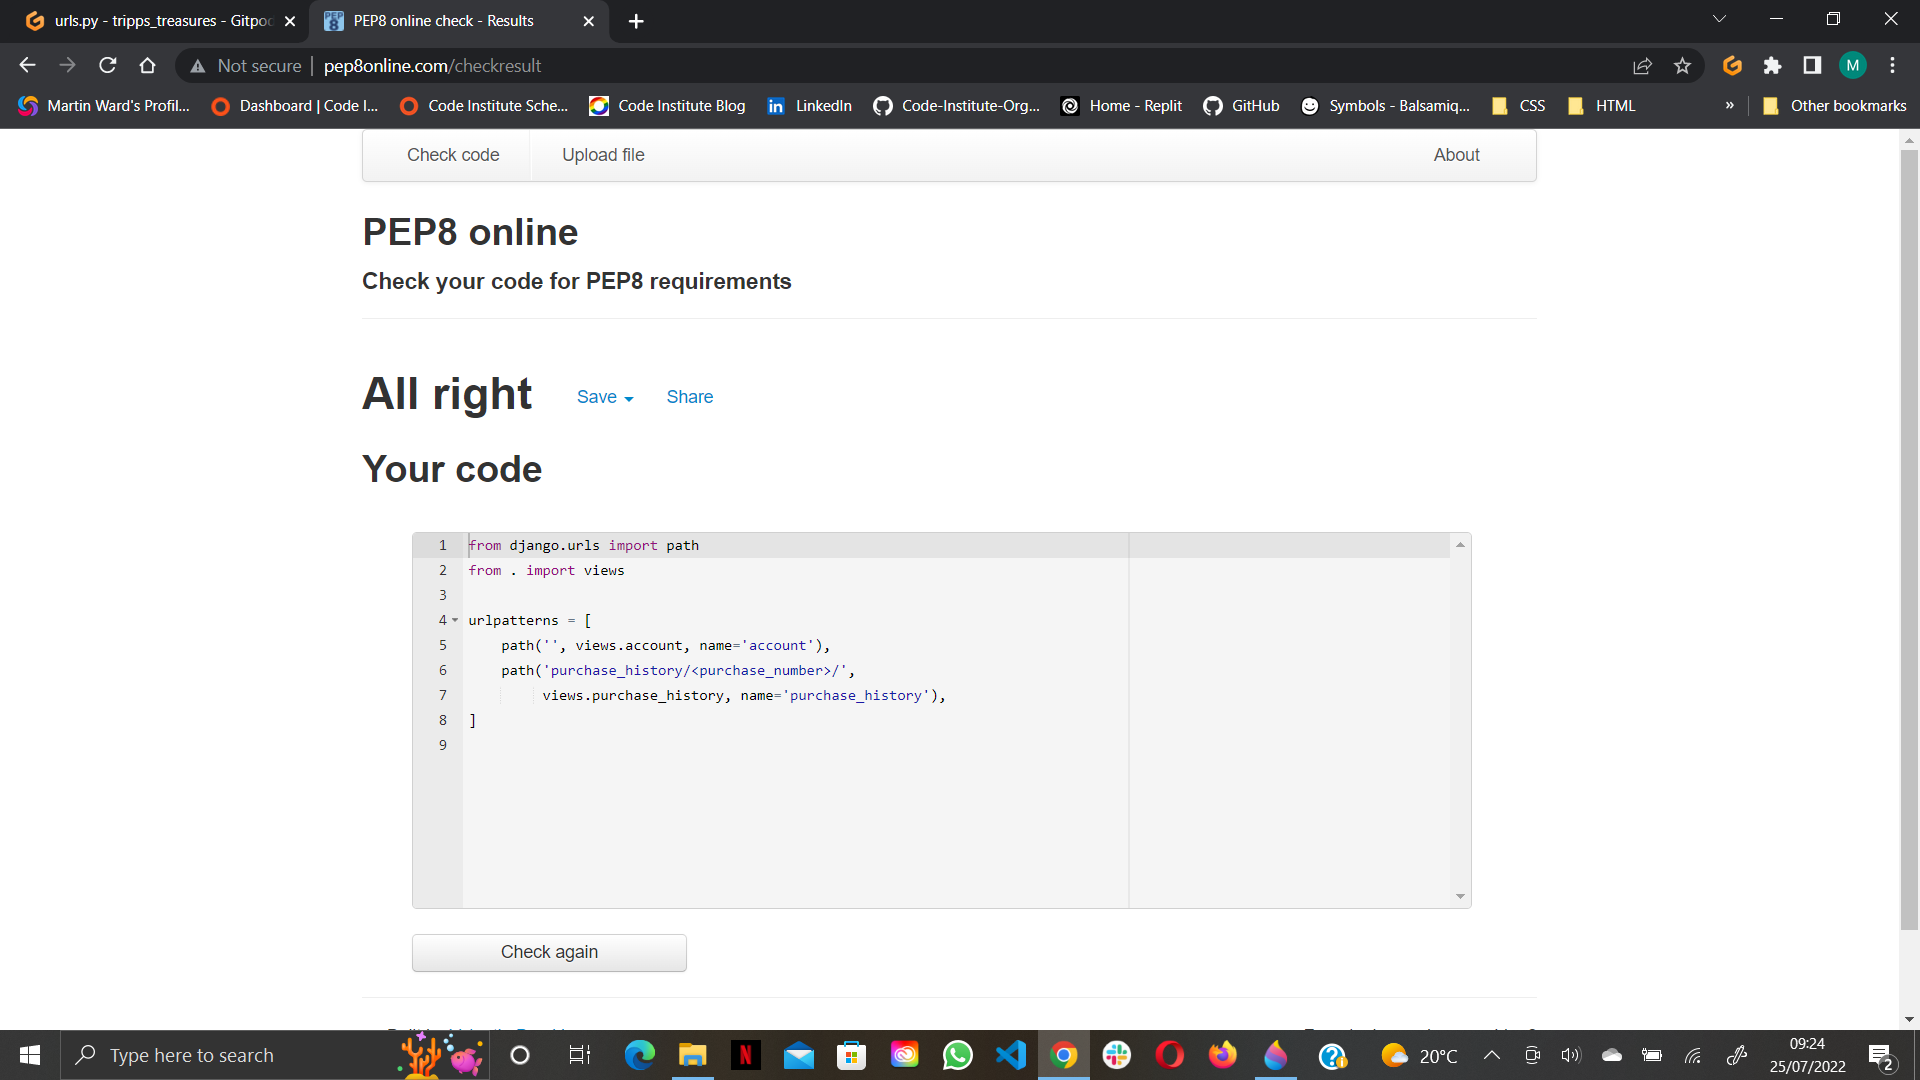 urls.py - tripps_treasures - Gitpod
PEP8 online check - Results
Not secure
pep8online.com/checkresult
M
Martin Ward's Profil...
Dashboard | Code I...
Code Institute Sche...
Code Institute Blog
LinkedIn
Code-Institute-Org...
Home - Replit
GitHub
Symbols - Balsamiq...
CSS
HTML
»
Other bookmarks
Check code
Upload file
About
PEP8 online
Check your code for PEP8 requirements
All right
Save
Share
Your code
1 from django.urls import path
2 from . import views
3
4 urlpatterns = [
5 path('', views.account, name='account'),
6 path('purchase_history/<purchase_number>/',
7 views.purchase_history, name='purchase_history'),
8 ]
9
Check again
Type here to search
20°C
09:24
25/07/2022
2